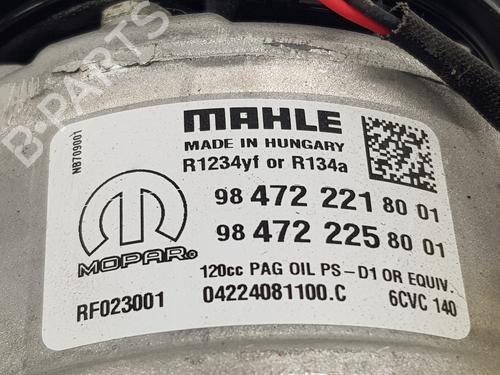 MAHLE
MADE IN HUNGARY
R1234yf or R134a
NB709001
98 472 221 80 01
98 472 225 80 01
MOPAR®
120cc PAG OIL PS-D1 OR EQUIV.
RF023001 04224081100.C 6CVC 140
B-PARTS